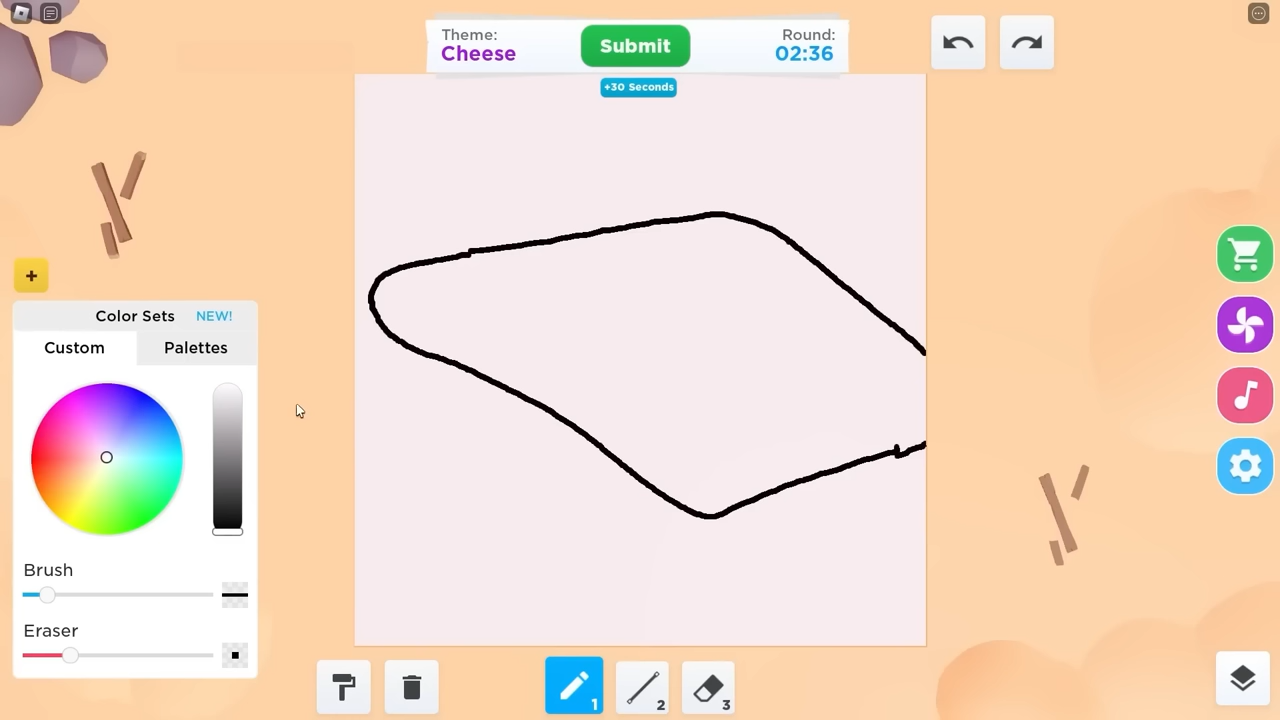 Theme:
Cheese
Submit
Round:
02:36
+30 Seconds
+
Color Sets NEW!
Custom Palettes
Brush
Eraser
1
2
3